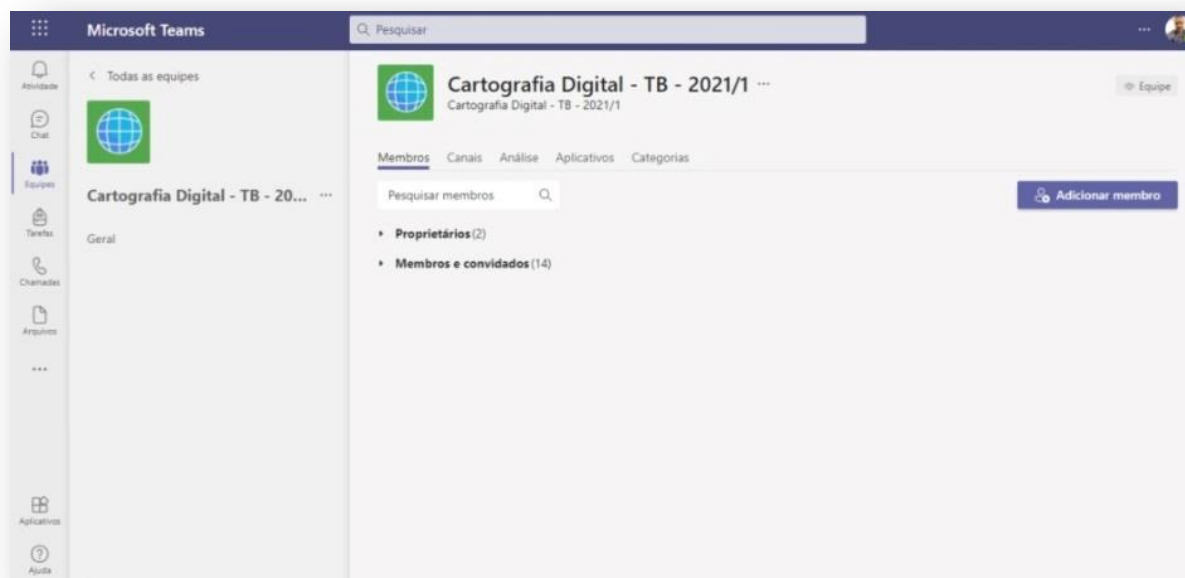 Microsoft Teams
Pesquisar
Atividade
Chat
Equipes
Tarefas
Chamadas
Arquivos
Aplicativos
Ajuda
Todas as equipes
Cartografia Digital - TB - 20... ...
Geral
Cartografia Digital - TB - 2021/1 ...
Cartografia Digital - TB - 2021/1
Equipe
Membros Canais Análise Aplicativos Categorias
Pesquisar membros
Adicionar membro
Proprietários (2)
Membros e convidados (14)